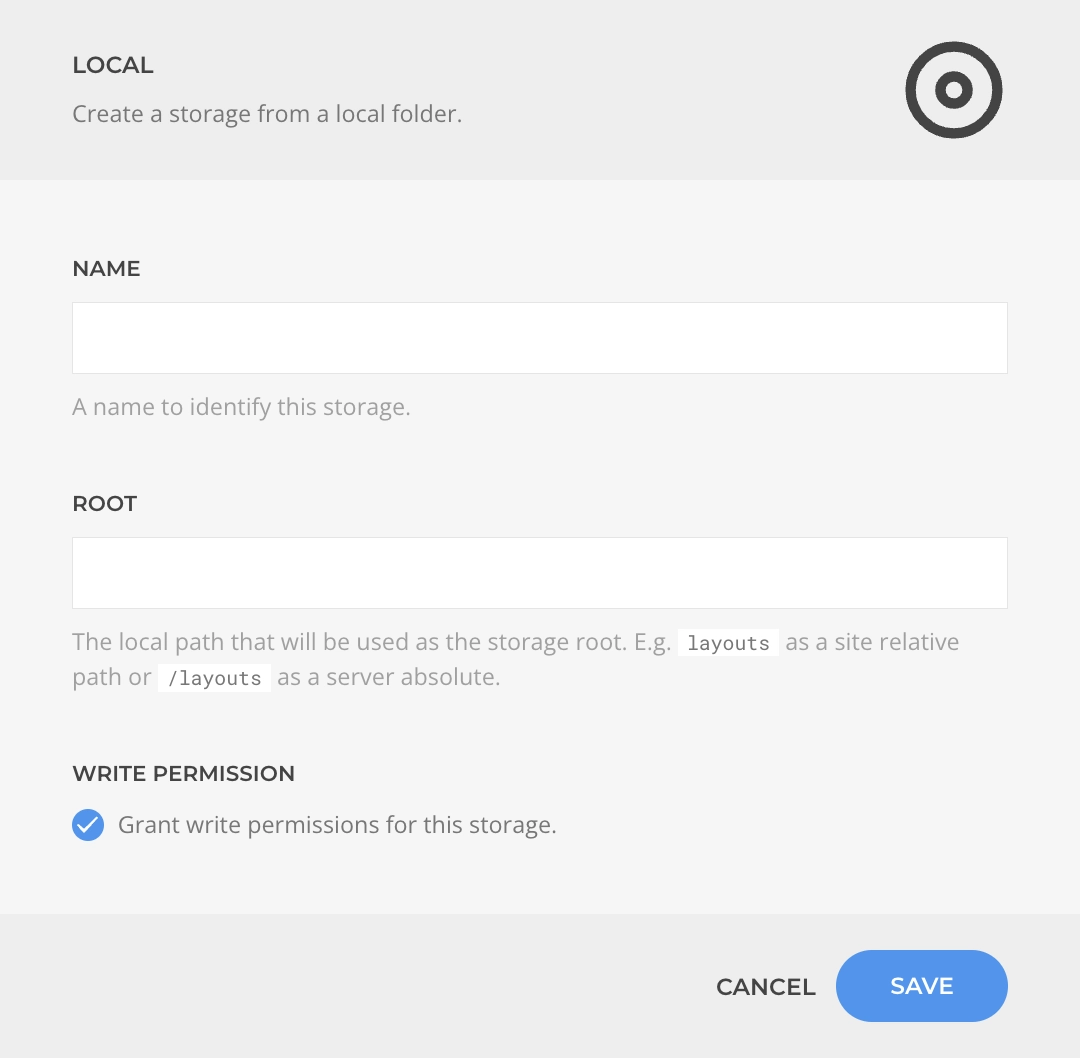 LOCAL
Create a storage from a local folder.
NAME
A name to identify this storage.
ROOT
The local path that will be used as the storage root. E.g. layouts as a site relative
path or /layouts as a server absolute.
WRITE PERMISSION
Grant write permissions for this storage.
CANCEL SAVE